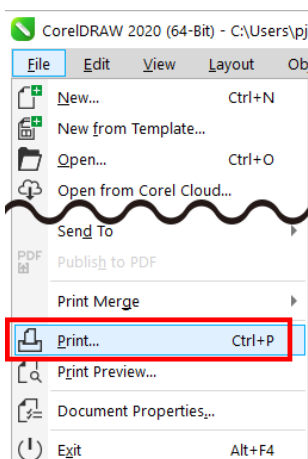 CorelDRAW 2020 (64-Bit) - C:\Users\pj
File Edit View Layout Ob
New... Ctrl+N
New from Template...
Open... Ctrl+O
Open from Corel Cloud...
Send To
PDF Publish to PDF
Print Merge
Print... Ctrl+P
Print Preview...
Document Properties...
Exit Alt+F4